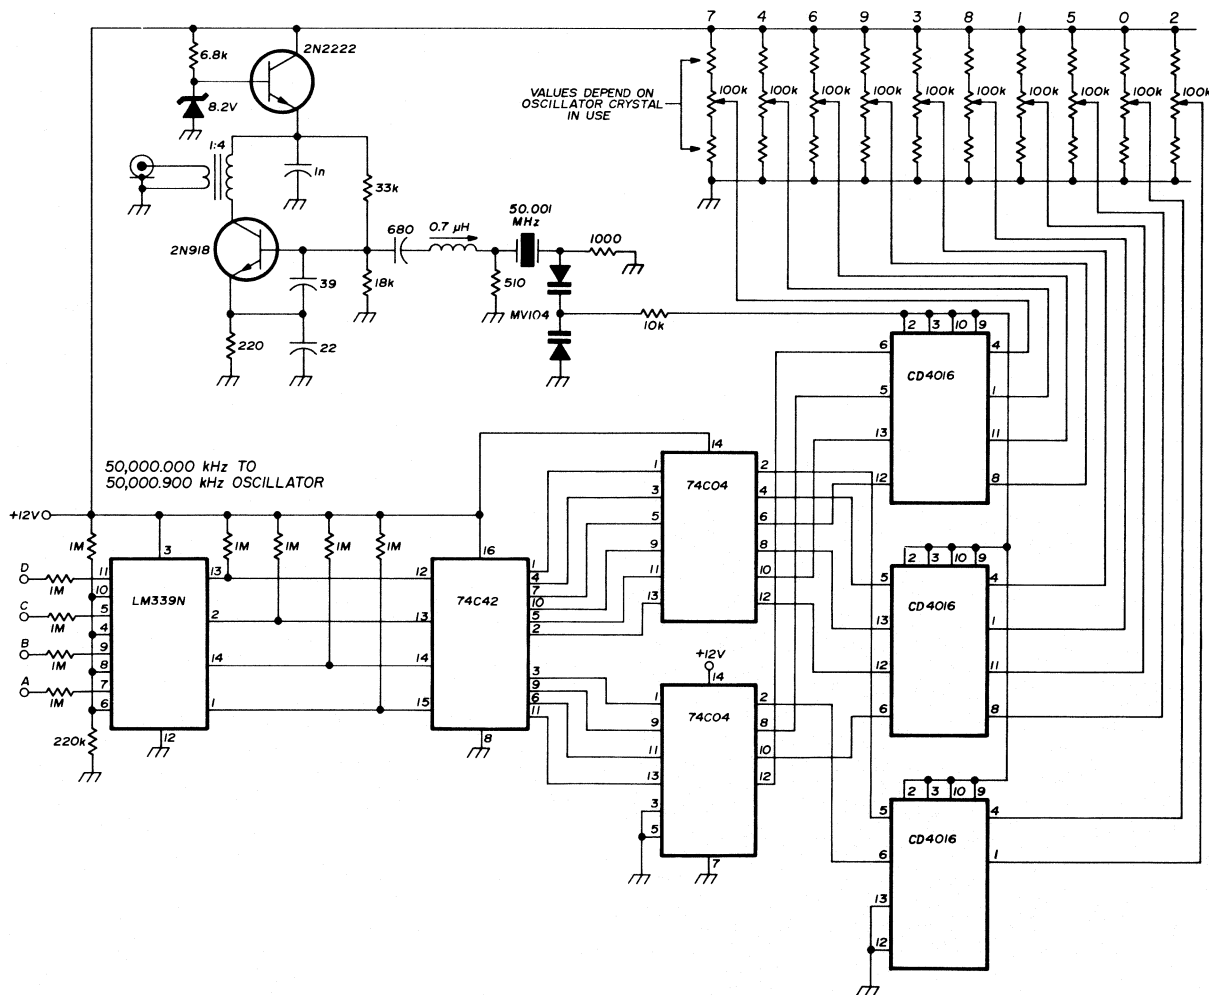 7 4 6 9 3 8 1 5 0 2
6.8k
2N2222
8.2V
VALUES DEPEND ON
OSCILLATOR CRYSTAL
IN USE
100k 100k 100k 100k 100k 100k 100k 100k 100k 100k
1:4
1n
33k
2N918
680
0.7 µH
50.001
MHz
1000
39
18k
510
MV104
10k
220
22
2 3 10 9
6 4
CD4016
5 1
13 11
12 8
50,000.000 kHz TO
50,000.900 kHz OSCILLATOR
+12V
1M 1M 1M 1M 1M
14
1 2
74C04
3 4
5 6
9 8
11 10
13 12
3
D 1M 11 13
10
LM339N
C 1M 5 2
4
B 1M 9 14
8
A 1M 7 1
6
220k
12
16
12 1
4
74C42
7
10
13 5
2
14 3
9
6
15 11
8
+12V
14
1 2
74C04
9 8
11 10
13 12
3
5
7
2 3 10 9
5 4
CD4016
13 1
12 11
6 8
2 3 10 9
5 4
CD4016
6 1
13
12